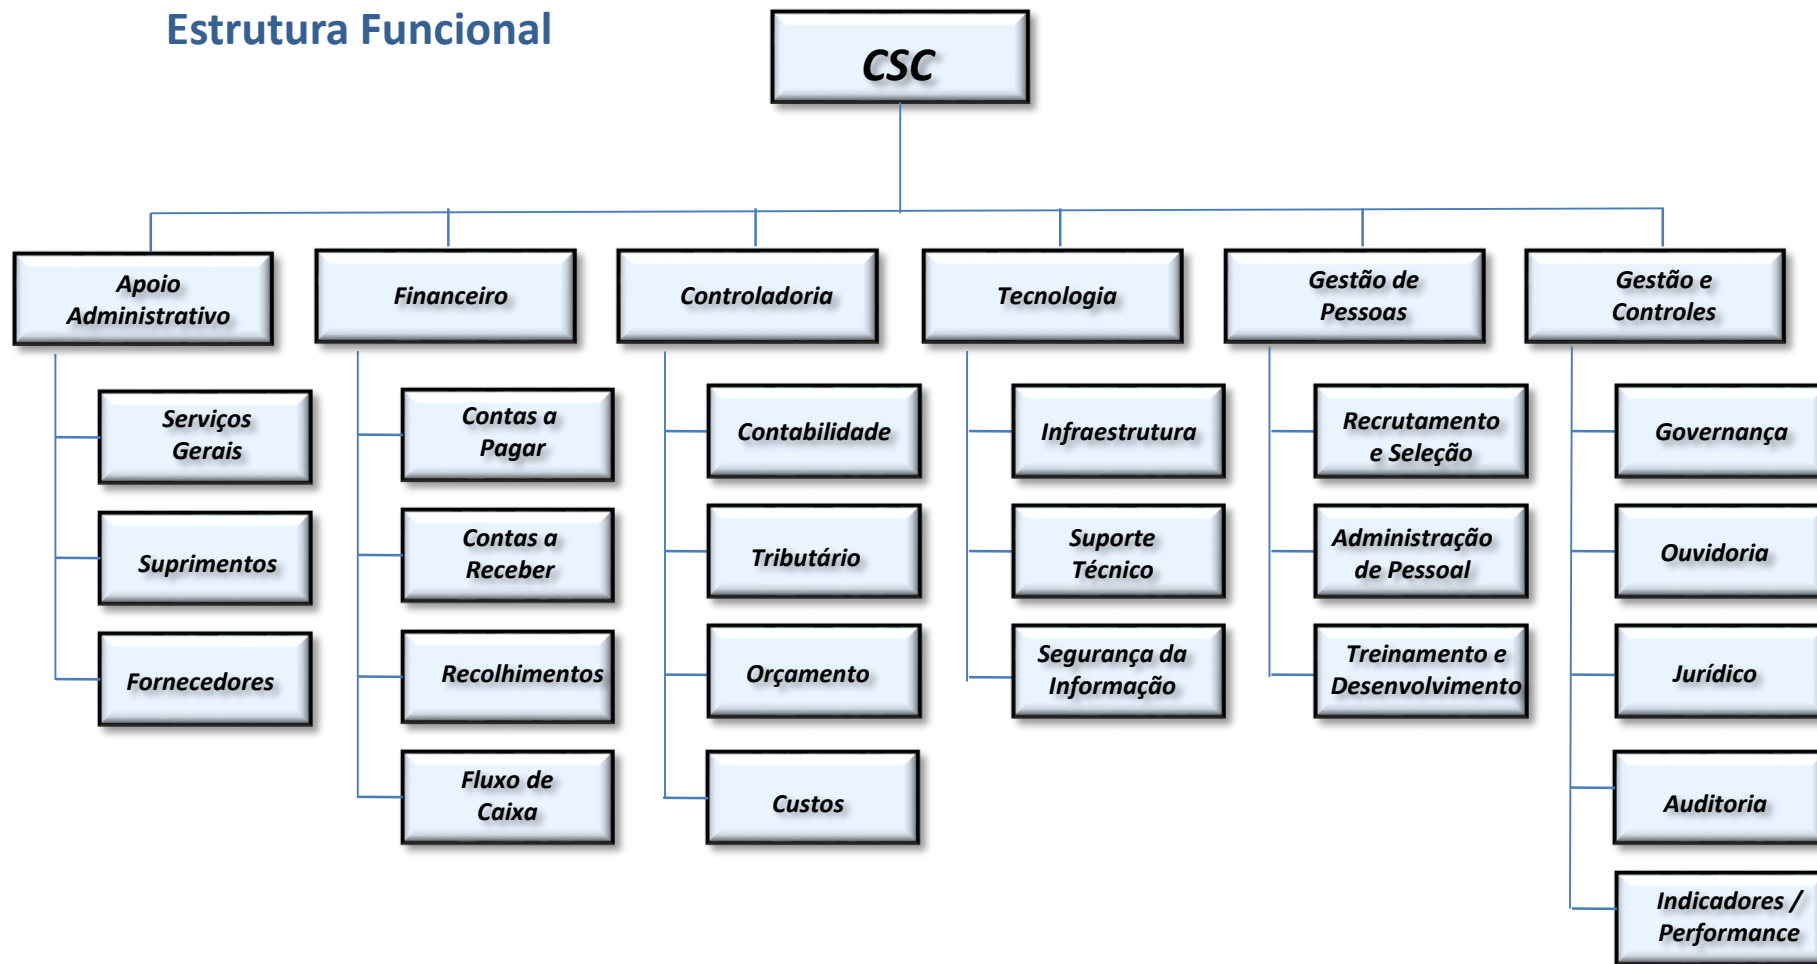 Estrutura Funcional
CSC
Apoio
Administrativo
Financeiro
Controladoria
Tecnologia
Gestão de
Pessoas
Gestão e
Controles
Serviços
Gerais
Suprimentos
Fornecedores
Contas a
Pagar
Contas a
Receber
Recolhimentos
Fluxo de
Caixa
Contabilidade
Tributário
Orçamento
Custos
Infraestrutura
Suporte
Técnico
Segurança da
Informação
Recrutamento
e Seleção
Administração
de Pessoal
Treinamento e
Desenvolvimento
Governança
Ouvidoria
Jurídico
Auditoria
Indicadores /
Performance